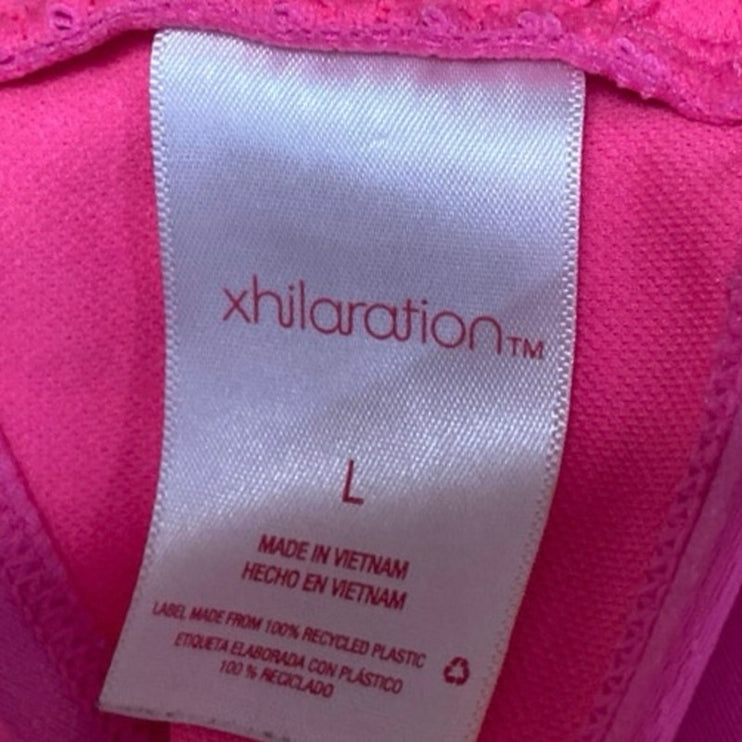 xhilaration™
L
MADE IN VIETNAM
HECHO EN VIETNAM
LABEL MADE FROM 100% RECYCLED PLASTIC
ETIQUETA ELABORADA CON PLÁSTICO
100 % RECICLADO